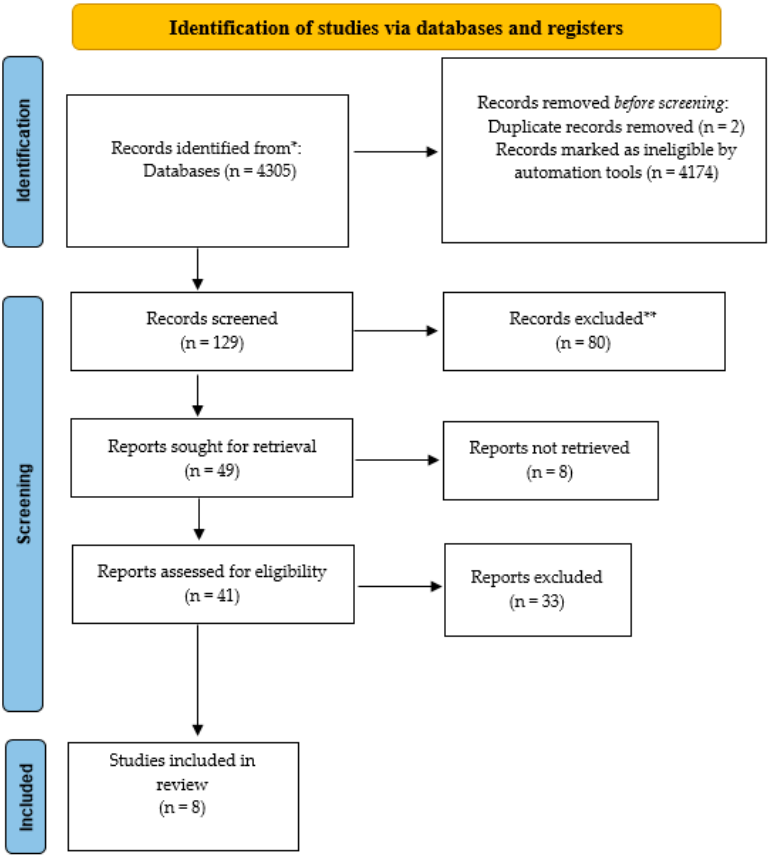 Identification of studies via databases and registers
Identification
Records identified from*:
Databases (n = 4305)
Records removed before screening:
Duplicate records removed (n = 2)
Records marked as ineligible by
automation tools (n = 4174)
Screening
Records screened
(n = 129)
Records excluded**
(n = 80)
Reports sought for retrieval
(n = 49)
Reports not retrieved
(n = 8)
Reports assessed for eligibility
(n = 41)
Reports excluded
(n = 33)
Included
Studies included in
review
(n = 8)